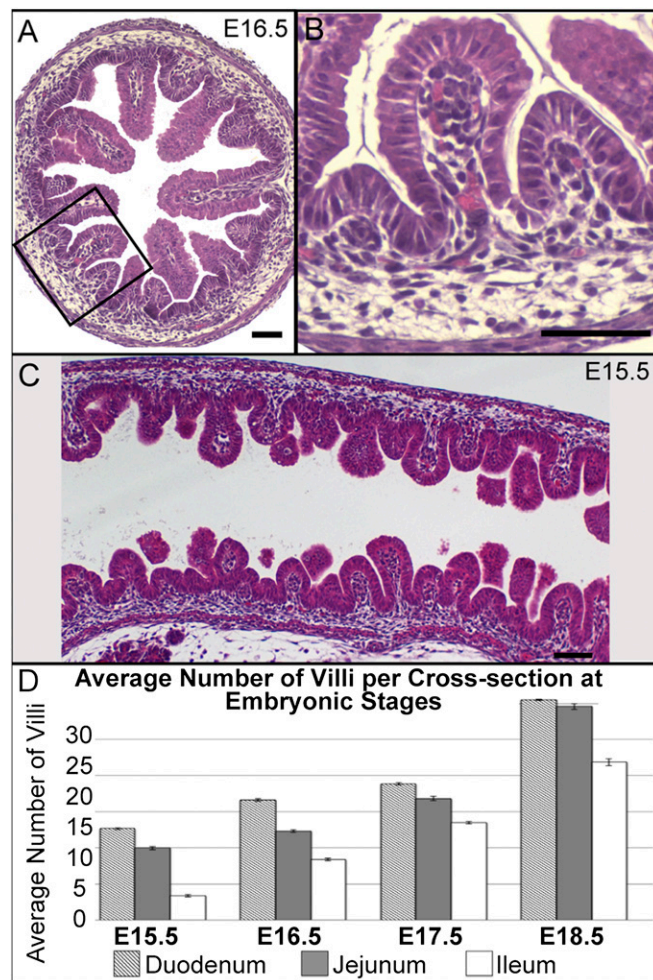 A
E16.5
B
C
E15.5
D
Average Number of Villi per Cross-section at
Embryonic Stages
Average Number of Villi
30
25
20
15
10
5
0
E15.5
E16.5
E17.5
E18.5
Duodenum
Jejunum
Ileum